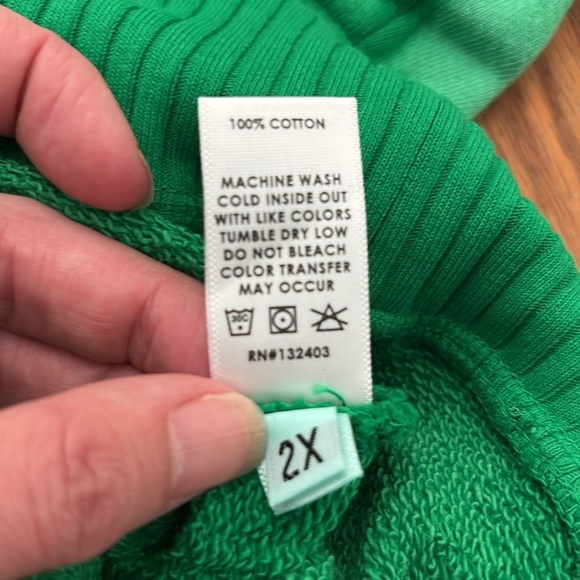 100% COTTON
MACHINE WASH
COLD INSIDE OUT
WITH LIKE COLORS
TUMBLE DRY LOW
DO NOT BLEACH
COLOR TRANSFER
MAY OCCUR
30C
RN#132403
2X